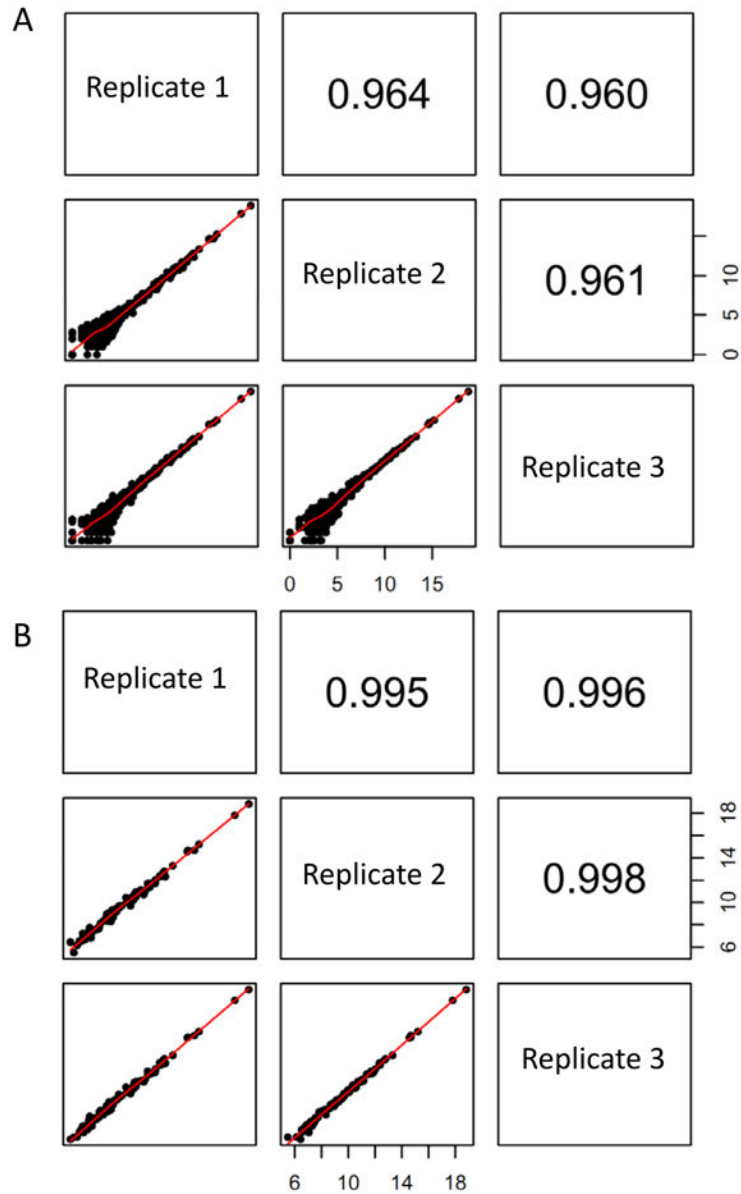 A
Replicate 1
0.964
0.960
Replicate 2
0.961
10
5
0
Replicate 3
0 5 10 15
B
Replicate 1
0.995
0.996
Replicate 2
0.998
18
14
10
6
Replicate 3
6 10 14 18